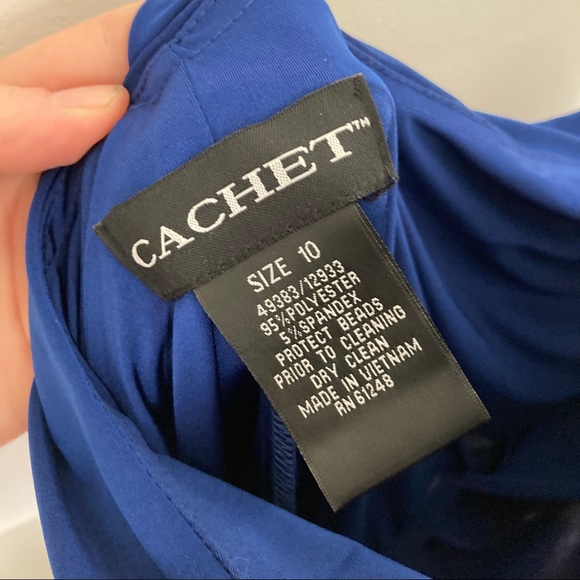 CACHET™
SIZE 10
49383/12933
95%POLYESTER
5%SPANDEX
PROTECT BEADS
PRIOR TO CLEANING
DRY CLEAN
MADE IN VIETNAM
RN 61248